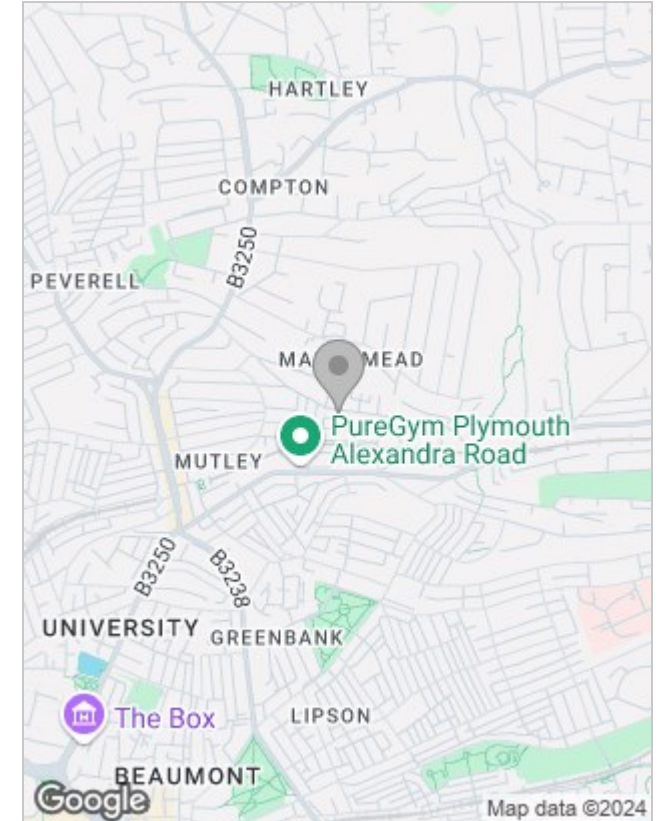 HARTLEY
COMPTON
B3250
PEVERELL
MEAD
PureGym Plymouth
Alexandra Road
MUTLEY
B3250
B3238
UNIVERSITY
GREENBANK
The Box
LIPSON
BEAUMONT
Google
Map data ©2024